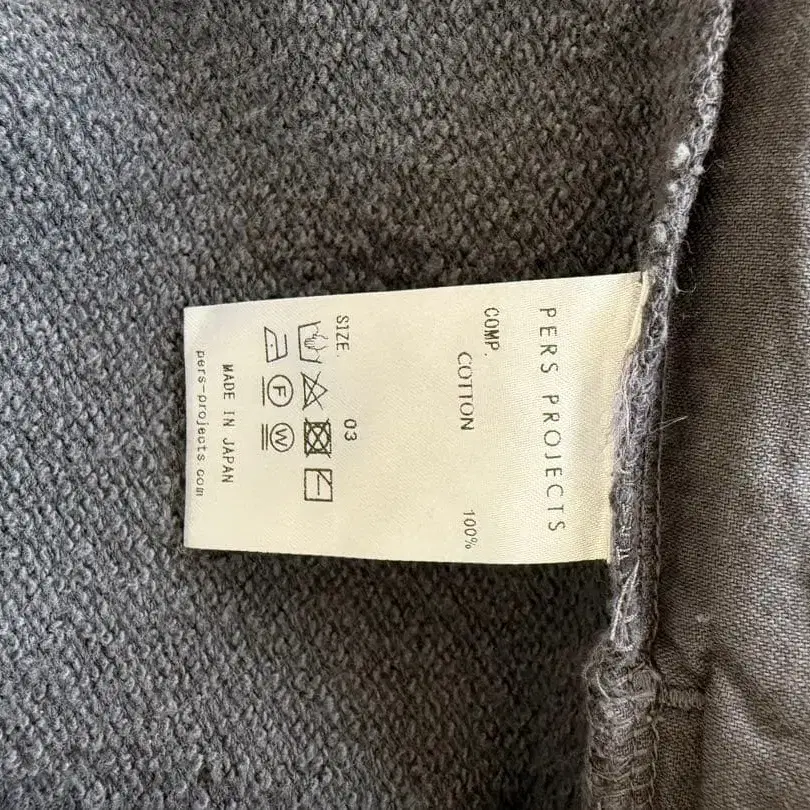 PERS PROJECTS
COMP.
COTTON 100%
SIZE. 03
F W
MADE IN JAPAN
pers-projects.com